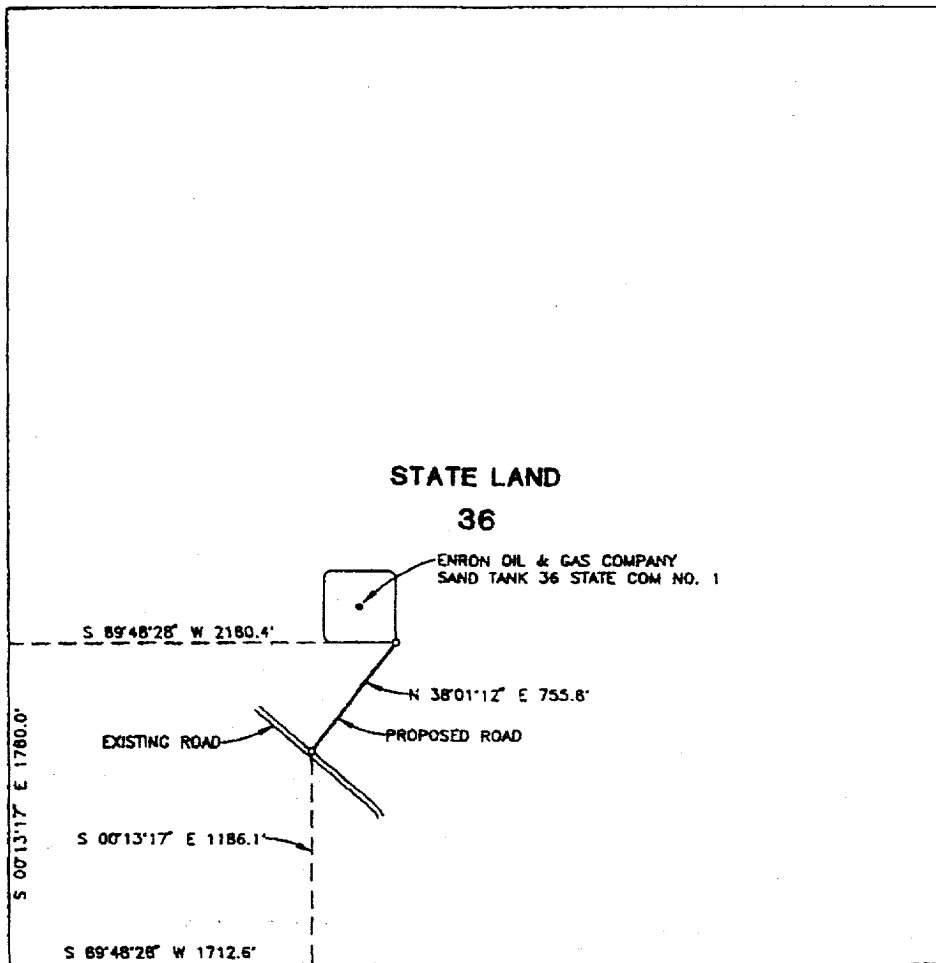 STATE LAND
36
ENRON OIL & GAS COMPANY
SAND TANK 36 STATE COM NO. 1
S 89°48'28" W 2180.4'
N 38°01'12" E 755.8'
PROPOSED ROAD
EXISTING ROAD
S 00°13'17" E 1780.0'
S 00°13'17" E 1186.1'
S 89°48'28" W 1712.6'